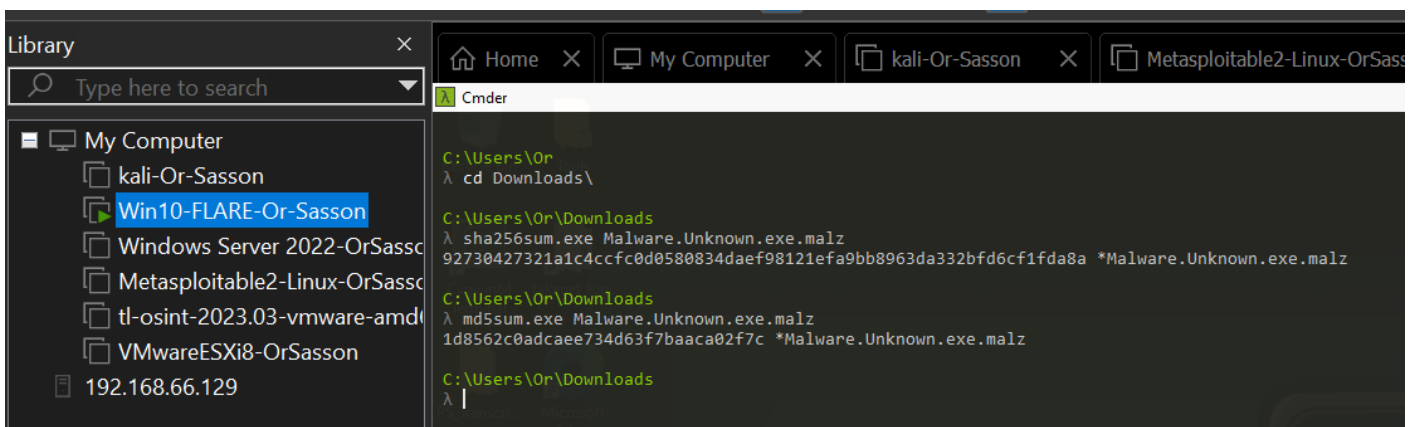 Library
Type here to search
My Computer
kali-Or-Sasson
Win10-FLARE-Or-Sasson
Windows Server 2022-OrSassc
Metasploitable2-Linux-OrSassc
tl-osint-2023.03-vmware-amd
VMwareESXi8-OrSasson
192.168.66.129
Home
My Computer
kali-Or-Sasson
Metasploitable2-Linux-OrSass
λ Cmder
C:\Users\Or
λ cd Downloads\
C:\Users\Or\Downloads
λ sha256sum.exe Malware.Unknown.exe.malz
92730427321a1c4ccfc0d0580834daef98121efa9bb8963da332bfd6cf1fda8a *Malware.Unknown.exe.malz
C:\Users\Or\Downloads
λ md5sum.exe Malware.Unknown.exe.malz
1d8562c0adcaee734d63f7baaca02f7c *Malware.Unknown.exe.malz
C:\Users\Or\Downloads
λ